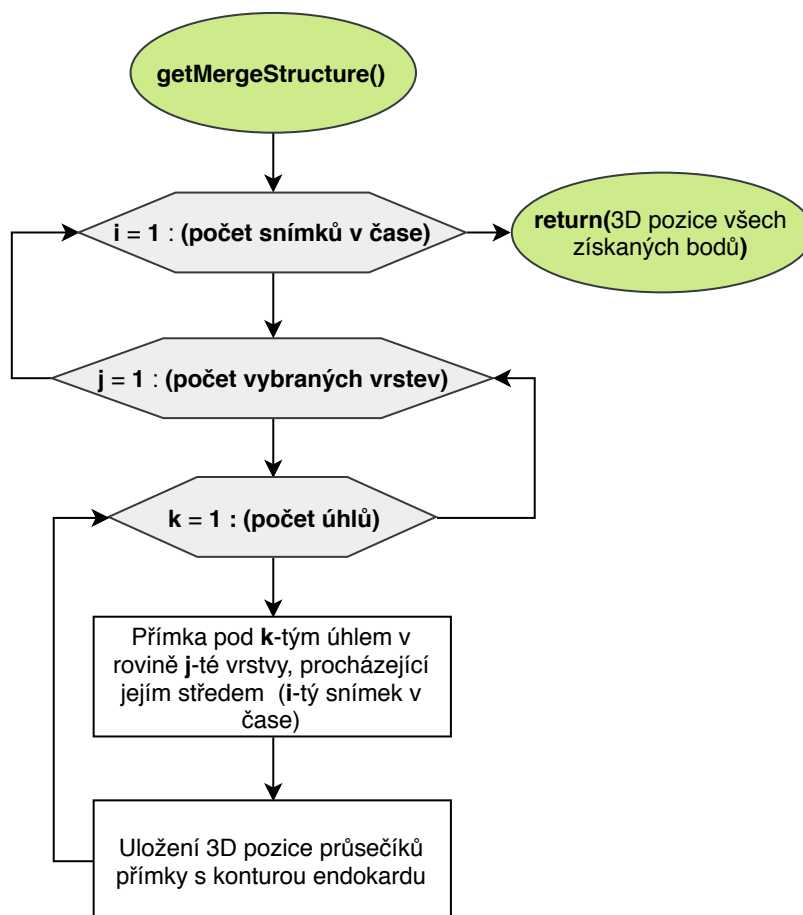 getMergeStructure()
i = 1 : (počet snímků v čase)
return(3D pozice všech
získaných bodů)
j = 1 : (počet vybraných vrstev)
k = 1 : (počet úhlů)
Přímka pod k-tým úhlem v
rovině j-té vrstvy, procházející
jejím středem (i-tý snímek v
čase)
Uložení 3D pozice průsečíků
přímky s konturou endokardu